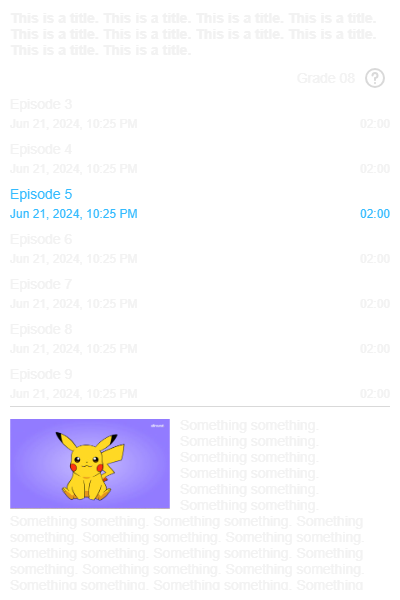 This is a title. This is a title. This is a title. This is a title.
This is a title. This is a title. This is a title. This is a title.
This is a title. This is a title.
Grade 08 ?
Episode 3
Jun 21, 2024, 10:25 PM 02:00
Episode 4
Jun 21, 2024, 10:25 PM 02:00
Episode 5
Jun 21, 2024, 10:25 PM 02:00
Episode 6
Jun 21, 2024, 10:25 PM 02:00
Episode 7
Jun 21, 2024, 10:25 PM 02:00
Episode 8
Jun 21, 2024, 10:25 PM 02:00
Episode 9
Jun 21, 2024, 10:25 PM 02:00
Something something.
Something something.
Something something.
Something something.
Something something.
Something something.
Something something. Something something. Something
something. Something something. Something something.
Something something. Something something. Something
something. Something something. Something something.
Something something. Something something. Something